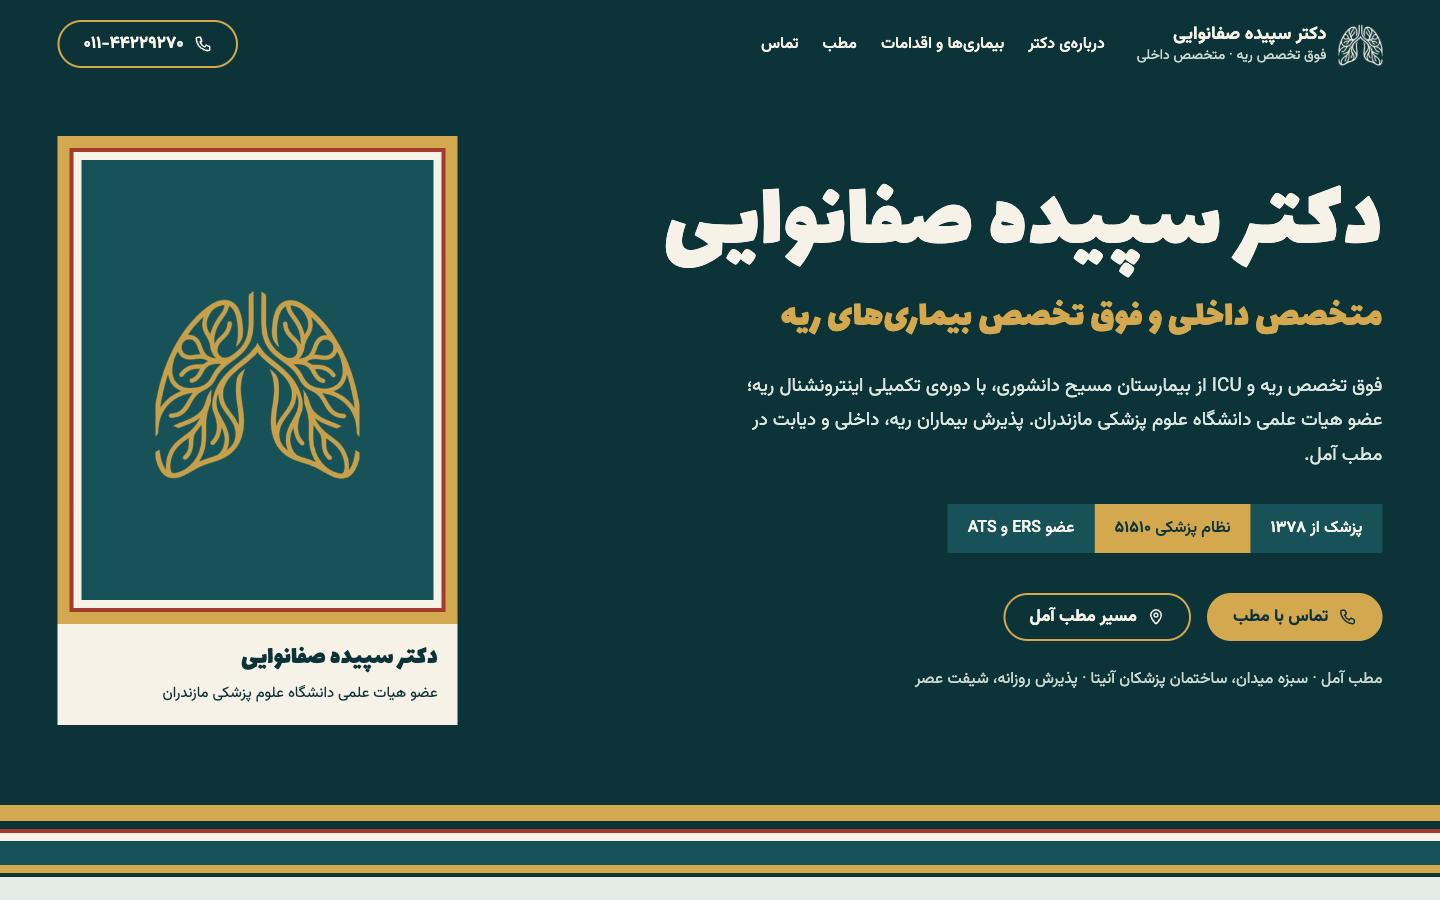 دکتر سپیده صفانوایی
فوق تخصص ریه · متخصص داخلی
درباره‌ی دکتر
بیماری‌ها و اقدامات
مطب
تماس
۰۱۱-۴۴۲۲۹۲۷۰
دکتر سپیده صفانوایی
متخصص داخلی و فوق تخصص بیماری‌های ریه
فوق تخصص ریه و ICU از بیمارستان مسیح دانشوری، با دوره‌ی تکمیلی اینترونشنال ریه؛
عضو هیات علمی دانشگاه علوم پزشکی مازندران. پذیرش بیماران ریه، داخلی و دیابت در
مطب آمل.
پزشک از ۱۳۷۸
نظام پزشکی ۵۱۵۱۰
عضو ERS و ATS
تماس با مطب
مسیر مطب آمل
مطب آمل · سبزه میدان، ساختمان پزشکان آنیتا · پذیرش روزانه، شیفت عصر
دکتر سپیده صفانوایی
عضو هیات علمی دانشگاه علوم پزشکی مازندران